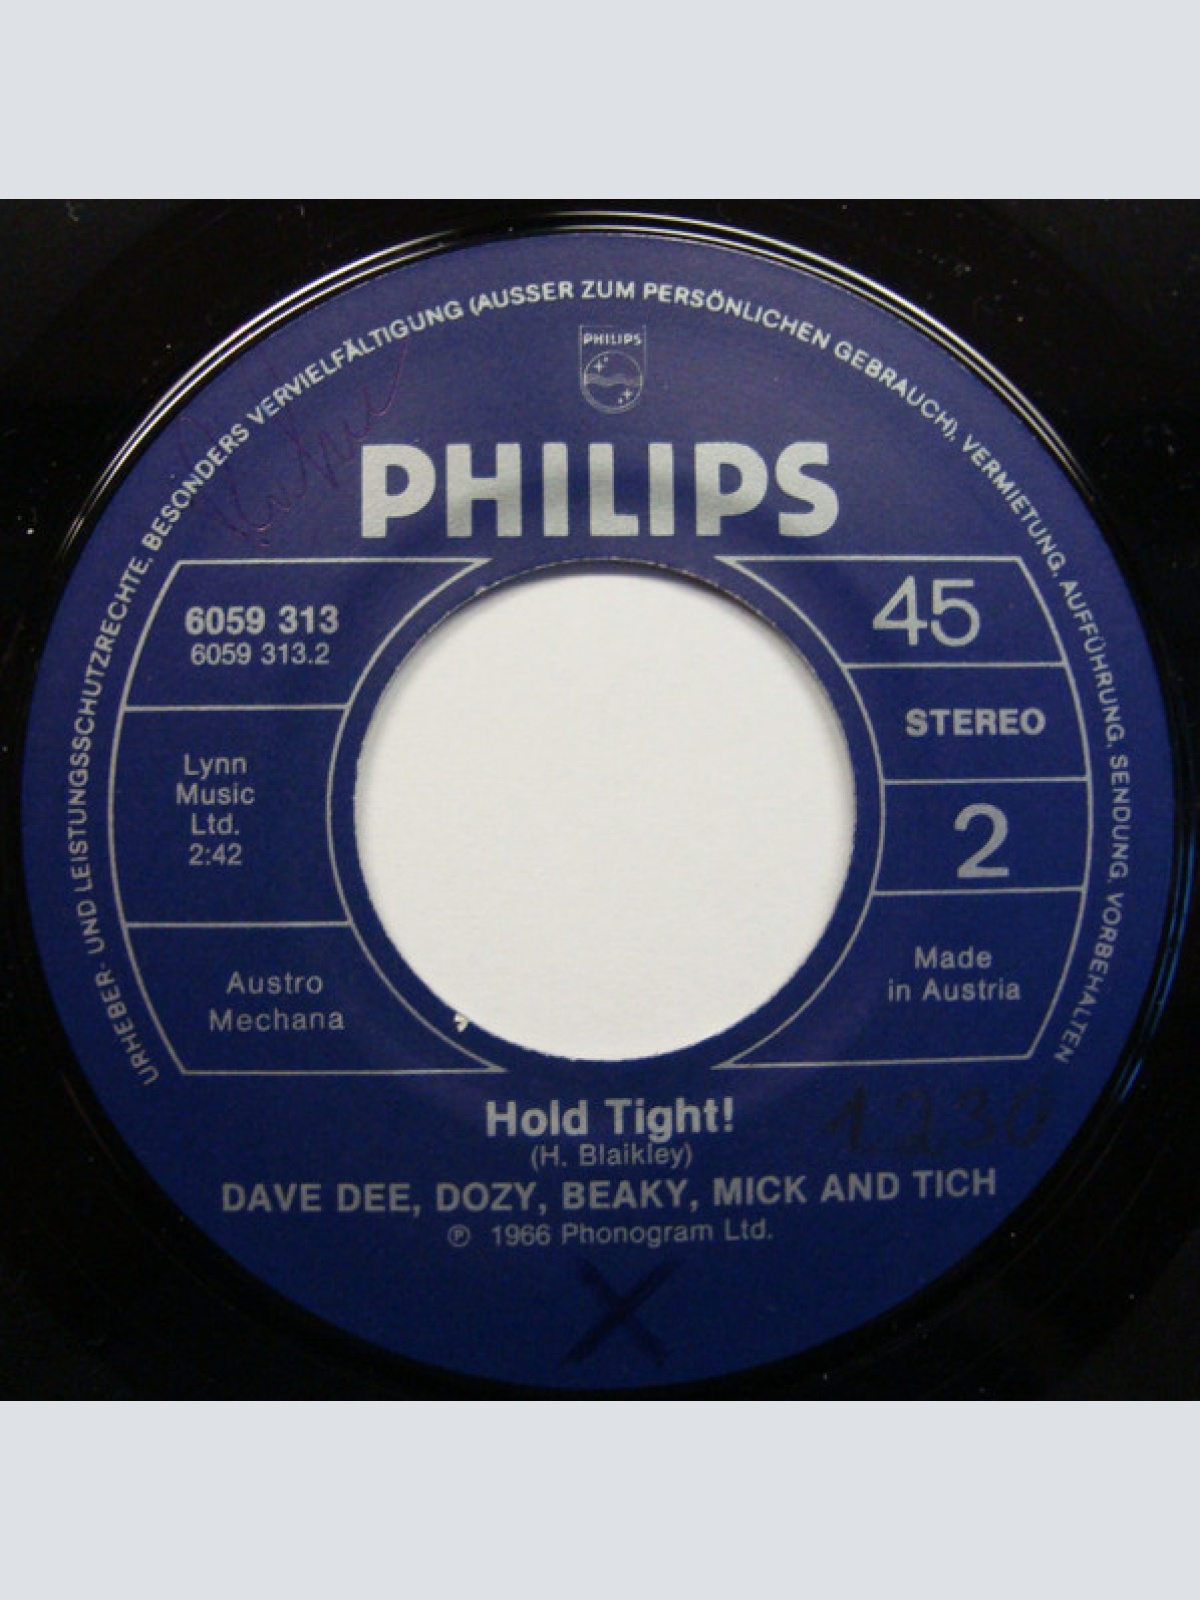 URHEBER- UND LEISTUNGSSCHUTZRECHTE, BESONDERS VERVIELFÄLTIGUNG (AUSSER ZUM PERSÖNLICHEN GEBRAUCH), VERMIETUNG, AUFFÜHRUNG, SENDUNG, VORBEHALTEN
PHILIPS
PHILIPS
6059 313
6059 313.2
Lynn
Music
Ltd.
2:42
Austro
Mechana
45
STEREO
2
Made
in Austria
Hold Tight!
(H. Blaikley)
1230
DAVE DEE, DOZY, BEAKY, MICK AND TICH
℗ 1966 Phonogram Ltd.
X